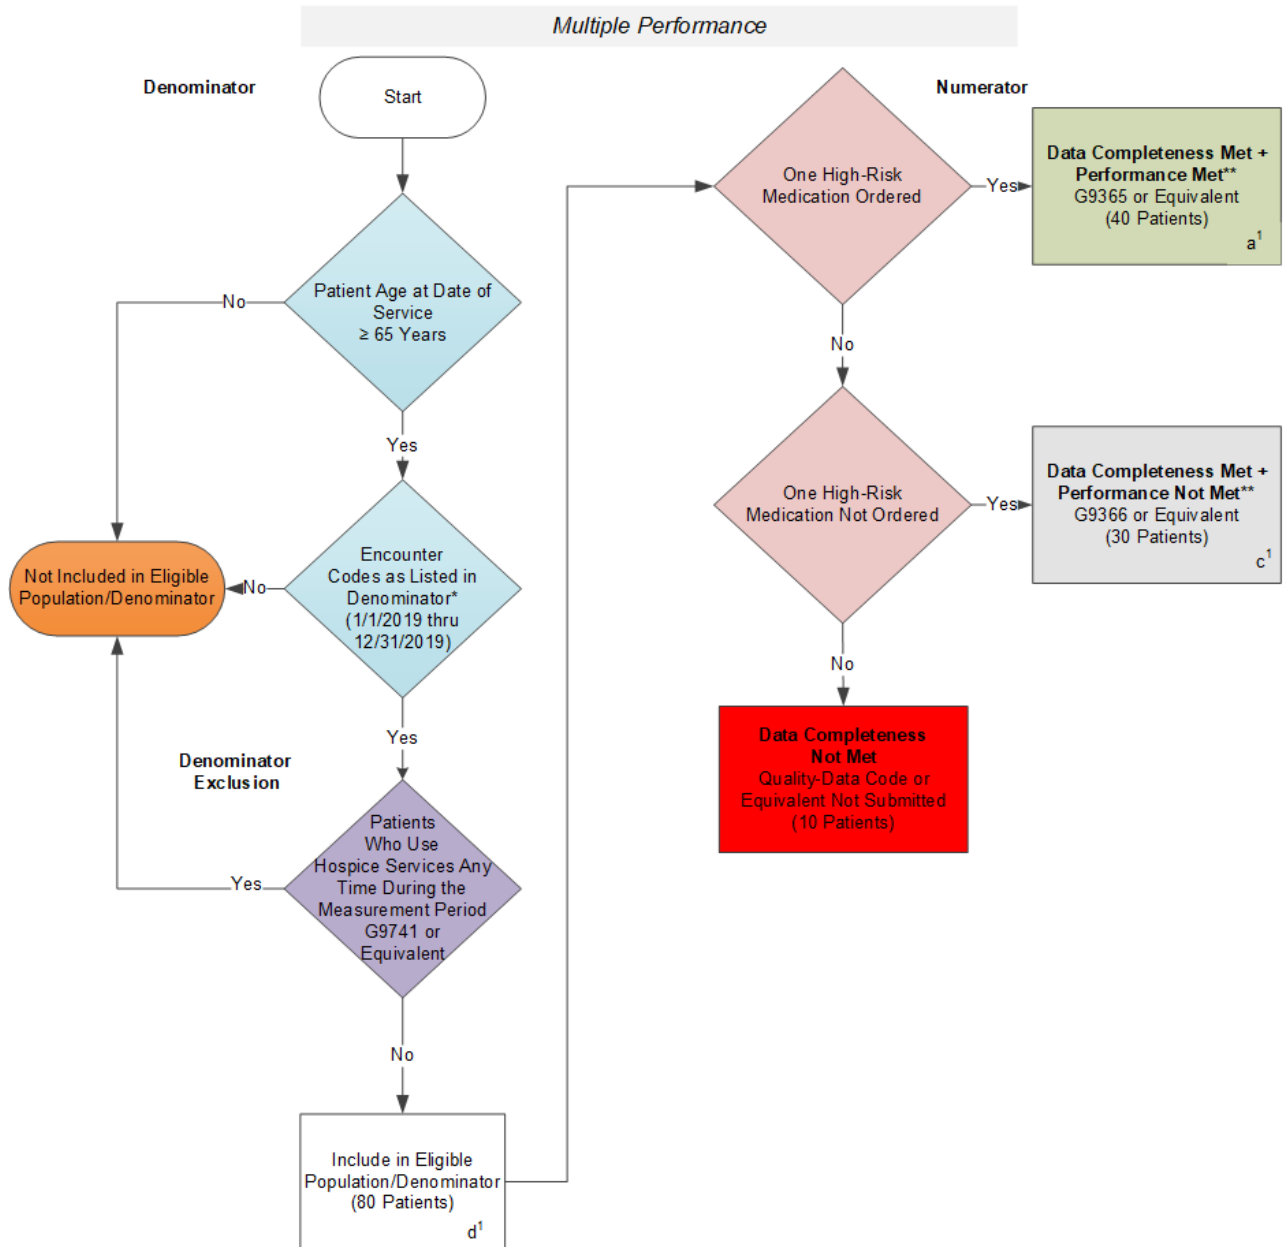 Multiple Performance
Denominator
Start
Patient Age at Date of
Service
≥ 65 Years
No
Yes
Encounter
Codes as Listed in
Denominator*
(1/1/2019 thru
12/31/2019)
No
Not Included in Eligible
Population/Denominator
Yes
Denominator
Exclusion
Patients
Who Use
Hospice Services Any
Time During the
Measurement Period
G9741 or
Equivalent
Yes
No
Include in Eligible
Population/Denominator
(80 Patients)
d¹
Numerator
One High-Risk
Medication Ordered
Yes
Data Completeness Met +
Performance Met**
G9365 or Equivalent
(40 Patients)
a¹
No
One High-Risk
Medication Not Ordered
Yes
Data Completeness Met +
Performance Not Met**
G9366 or Equivalent
(30 Patients)
c¹
No
Data Completeness
Not Met
Quality-Data Code or
Equivalent Not Submitted
(10 Patients)